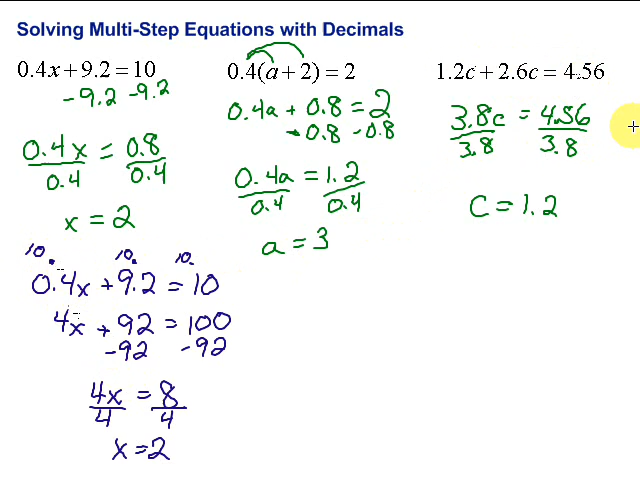 Solving Multi-Step Equations with Decimals
0.4x + 9.2 = 10
- 9.2 - 9.2
0.4x = 0.8
0.4 0.4
x = 2
10. 10. 10.
0.4x + 9.2 = 10
4x + 92 = 100
- 92 - 92
4x = 8
4 4
x = 2
0.4(a + 2) = 2
0.4a + 0.8 = 2
- 0.8 - 0.8
0.4a = 1.2
0.4 0.4
a = 3
1.2c + 2.6c = 4.56
3.8c = 4.56
3.8 3.8
c = 1.2